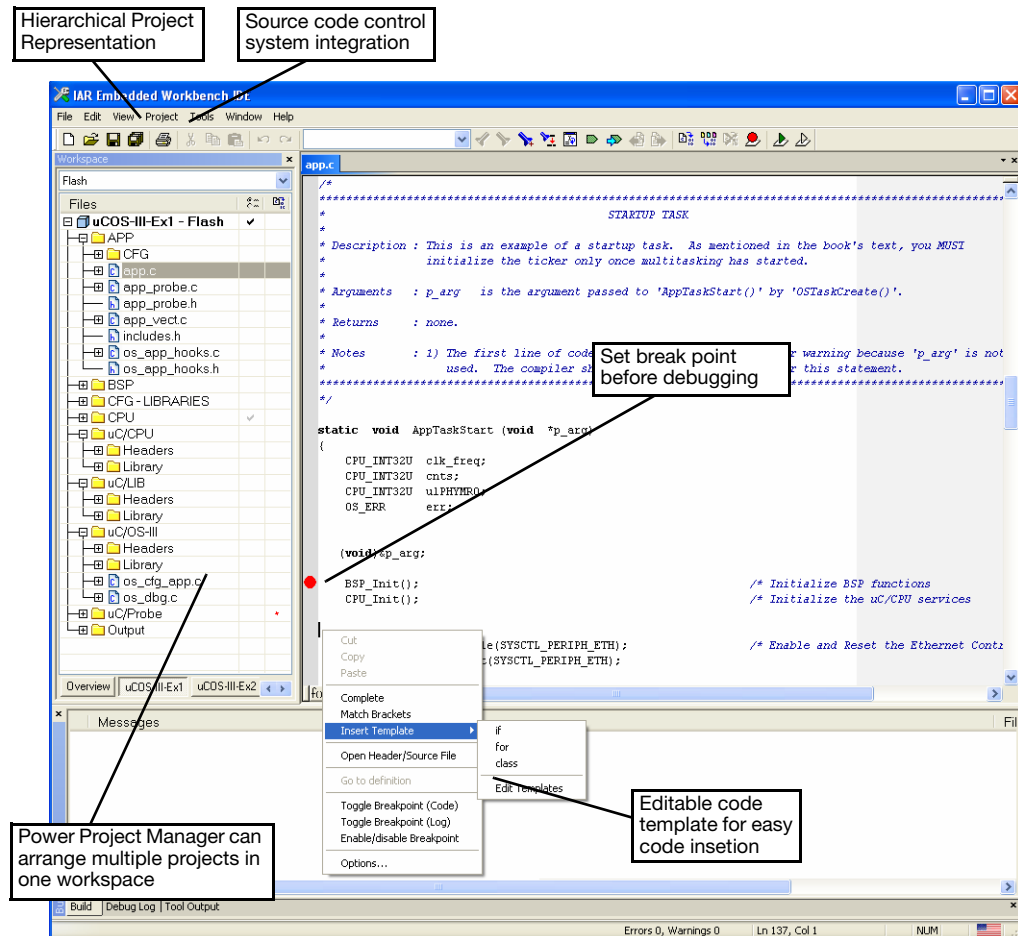 Hierarchical Project
Representation
Source code control
system integration
IAR Embedded Workbench IDE
File Edit View Project Tools Window Help
Workspace
Flash
Files
uCOS-III-Ex1 - Flash
APP
CFG
app.c
app_probe.c
app_probe.h
app_vect.c
includes.h
os_app_hooks.c
os_app_hooks.h
BSP
CFG - LIBRARIES
CPU
uC/CPU
Headers
Library
uC/LIB
Headers
Library
uC/OS-III
Headers
Library
os_cfg_app.c
os_dbg.c
uC/Probe
Output
Overview uCOS-III-Ex1 uCOS-III-Ex2
app.c
/*
*********************************************************************************************
* STARTUP TASK
*
* Description : This is an example of a startup task. As mentioned in the book's text, you MUST
* initialize the ticker only once multitasking has started.
*
* Arguments : p_arg is the argument passed to 'AppTaskStart()' by 'OSTaskCreate()'.
*
* Returns : none.
*
* Notes : 1) The first line of code warning because 'p_arg' is not
* used. The compiler this statement.
*********************************************************************************************
*/
Set break point
before debugging
static void AppTaskStart (void *p_arg)
{
CPU_INT32U clk_freq;
CPU_INT32U cnts;
CPU_INT32U ulPHYMR0;
OS_ERR err;
(void)&p_arg;
BSP_Init(); /* Initialize BSP functions
CPU_Init(); /* Initialize the uC/CPU services
(SYSCTL_PERIPH_ETH); /* Enable and Reset the Ethernet
(SYSCTL_PERIPH_ETH);
Cut
Copy
Paste
Complete
Match Brackets
Insert Template
Open Header/Source File
Go to definition
Toggle Breakpoint (Code)
Toggle Breakpoint (Log)
Enable/disable Breakpoint
Options...
if
for
class
Edit Templates
Messages
Editable code
template for easy
code insetion
Power Project Manager can
arrange multiple projects in
one workspace
Build Debug Log Tool Output
Errors 0, Warnings 0 Ln 137, Col 1 NUM